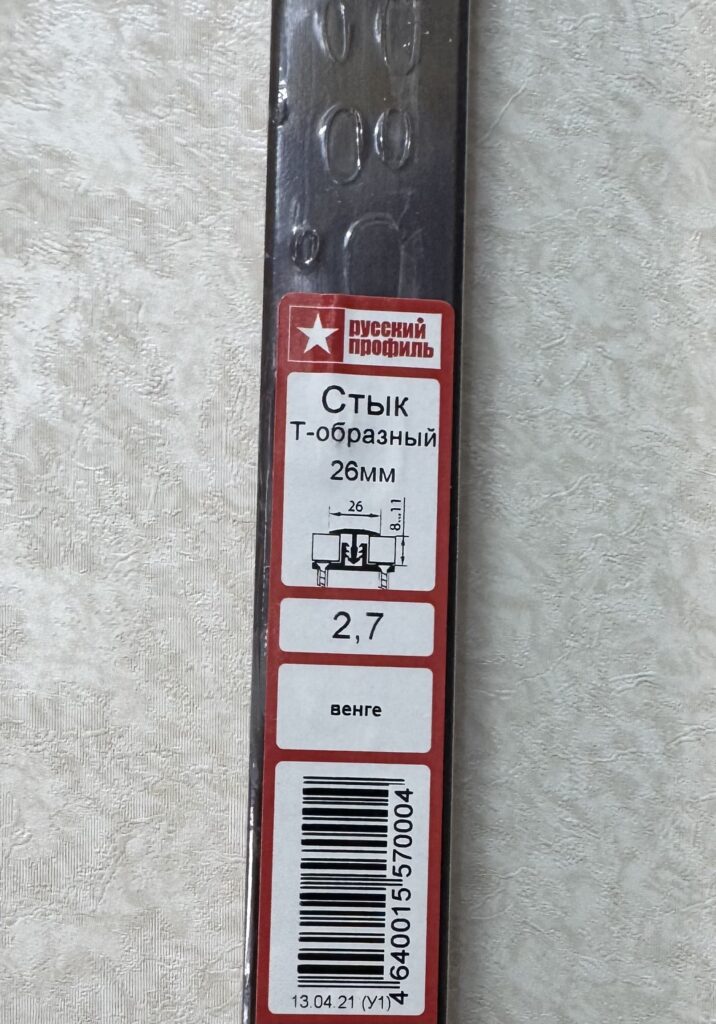 русский
профиль
Стык
Т-образный
26мм
26
8...11
2,7
венге
4640015570004
13.04.21 (У1)